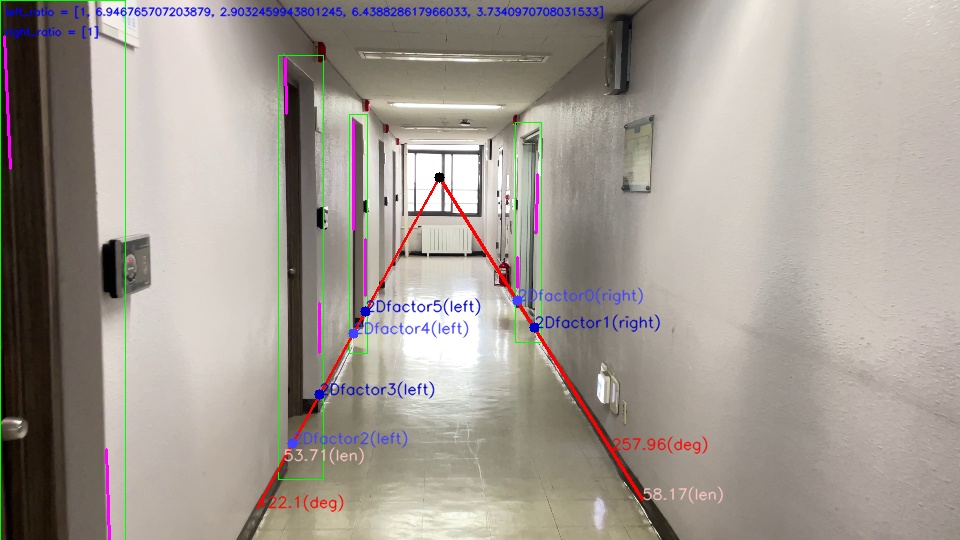 left_ratio = [1, 6.946765707203879, 2.9032459943801245, 6.438828617966033, 3.7340970708031533]
right_ratio = [1]
2Dfactor0(right)
2Dfactor5(left)
2Dfactor1(right)
2Dfactor4(left)
2Dfactor3(left)
2Dfactor2(left)
257.96(deg)
53.71(len)
58.17(len)
422.1(deg)